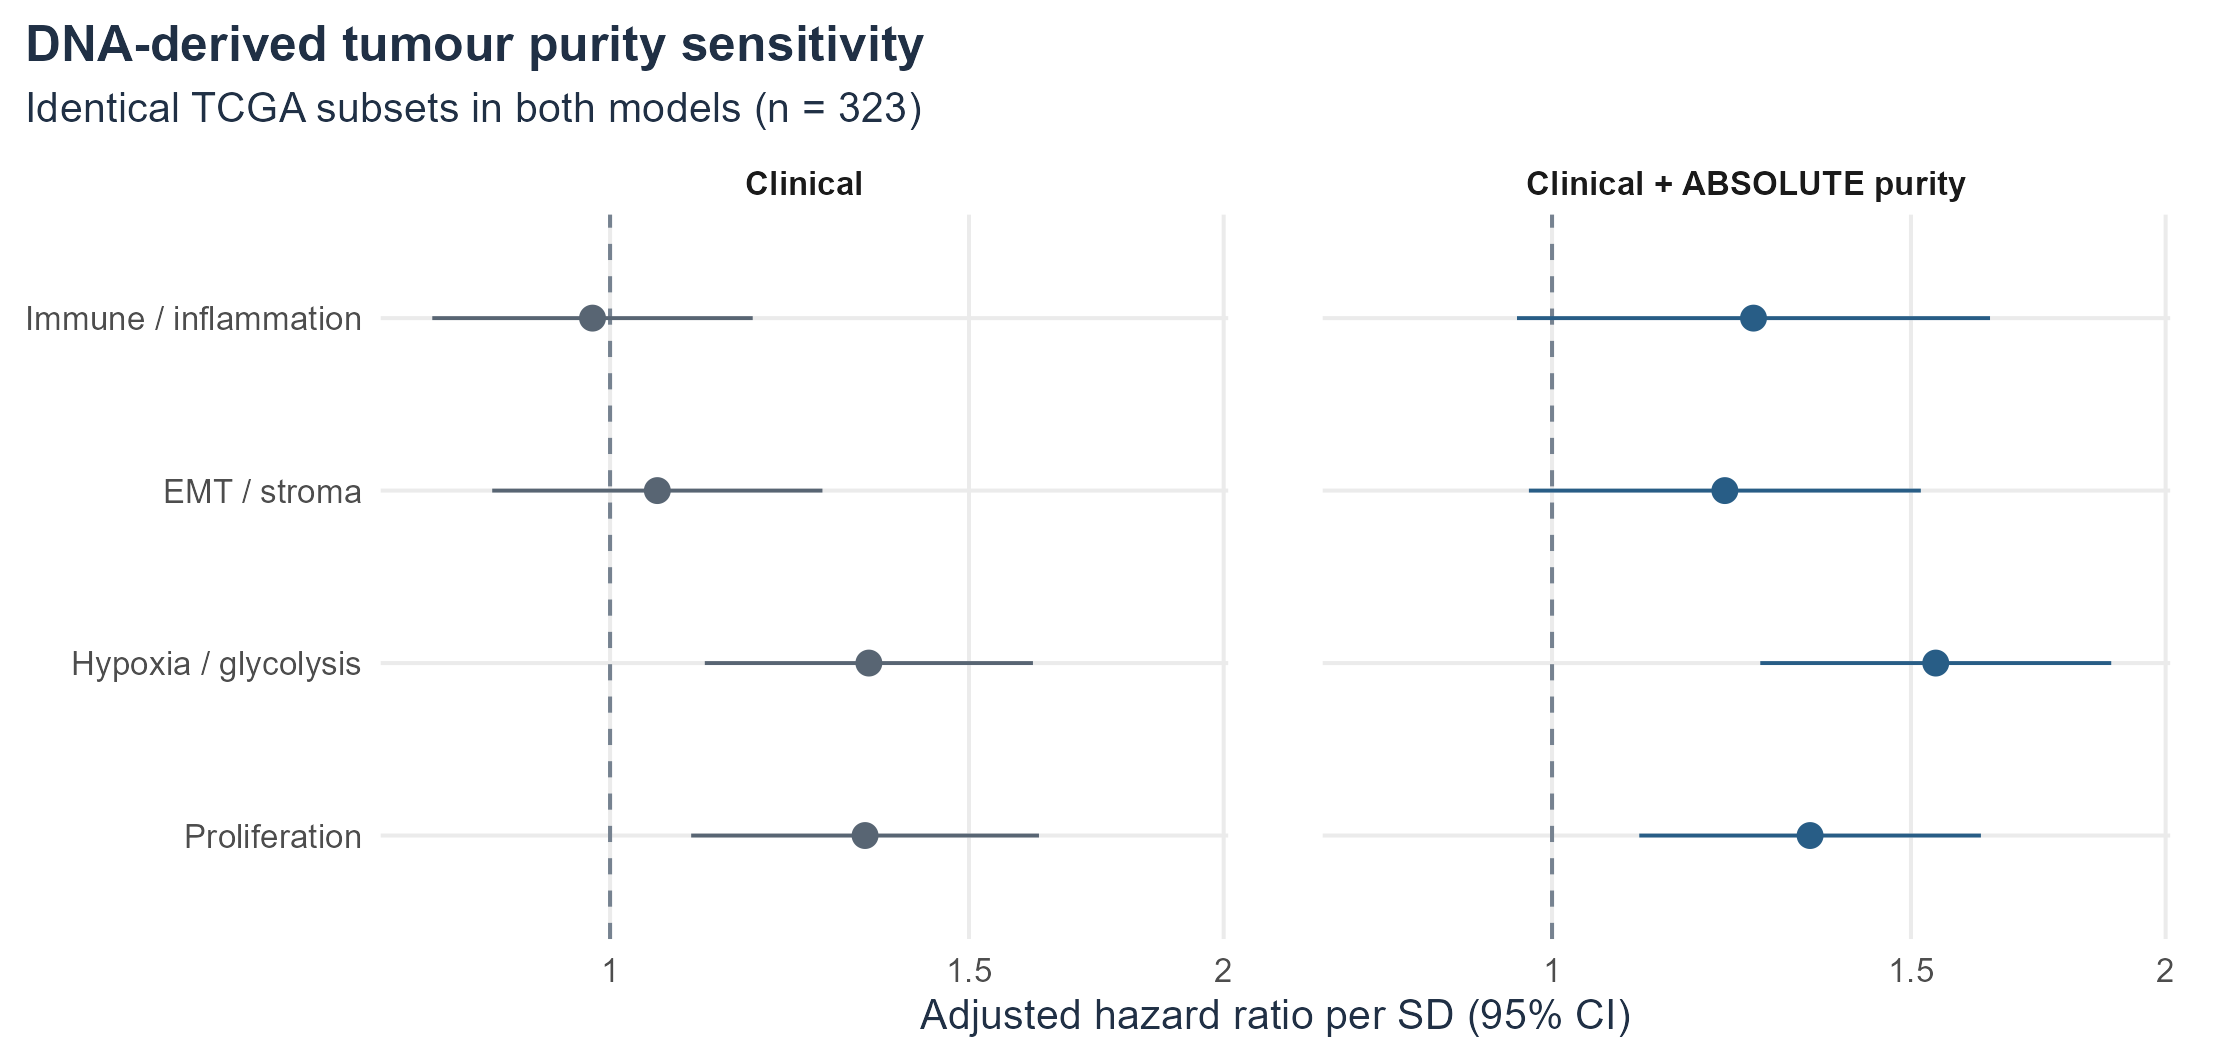 DNA-derived tumour purity sensitivity
Identical TCGA subsets in both models (n = 323)
Clinical
Clinical + ABSOLUTE purity
Immune / inflammation
EMT / stroma
Hypoxia / glycolysis
Proliferation
1 1.5 2
1 1.5 2
Adjusted hazard ratio per SD (95% CI)